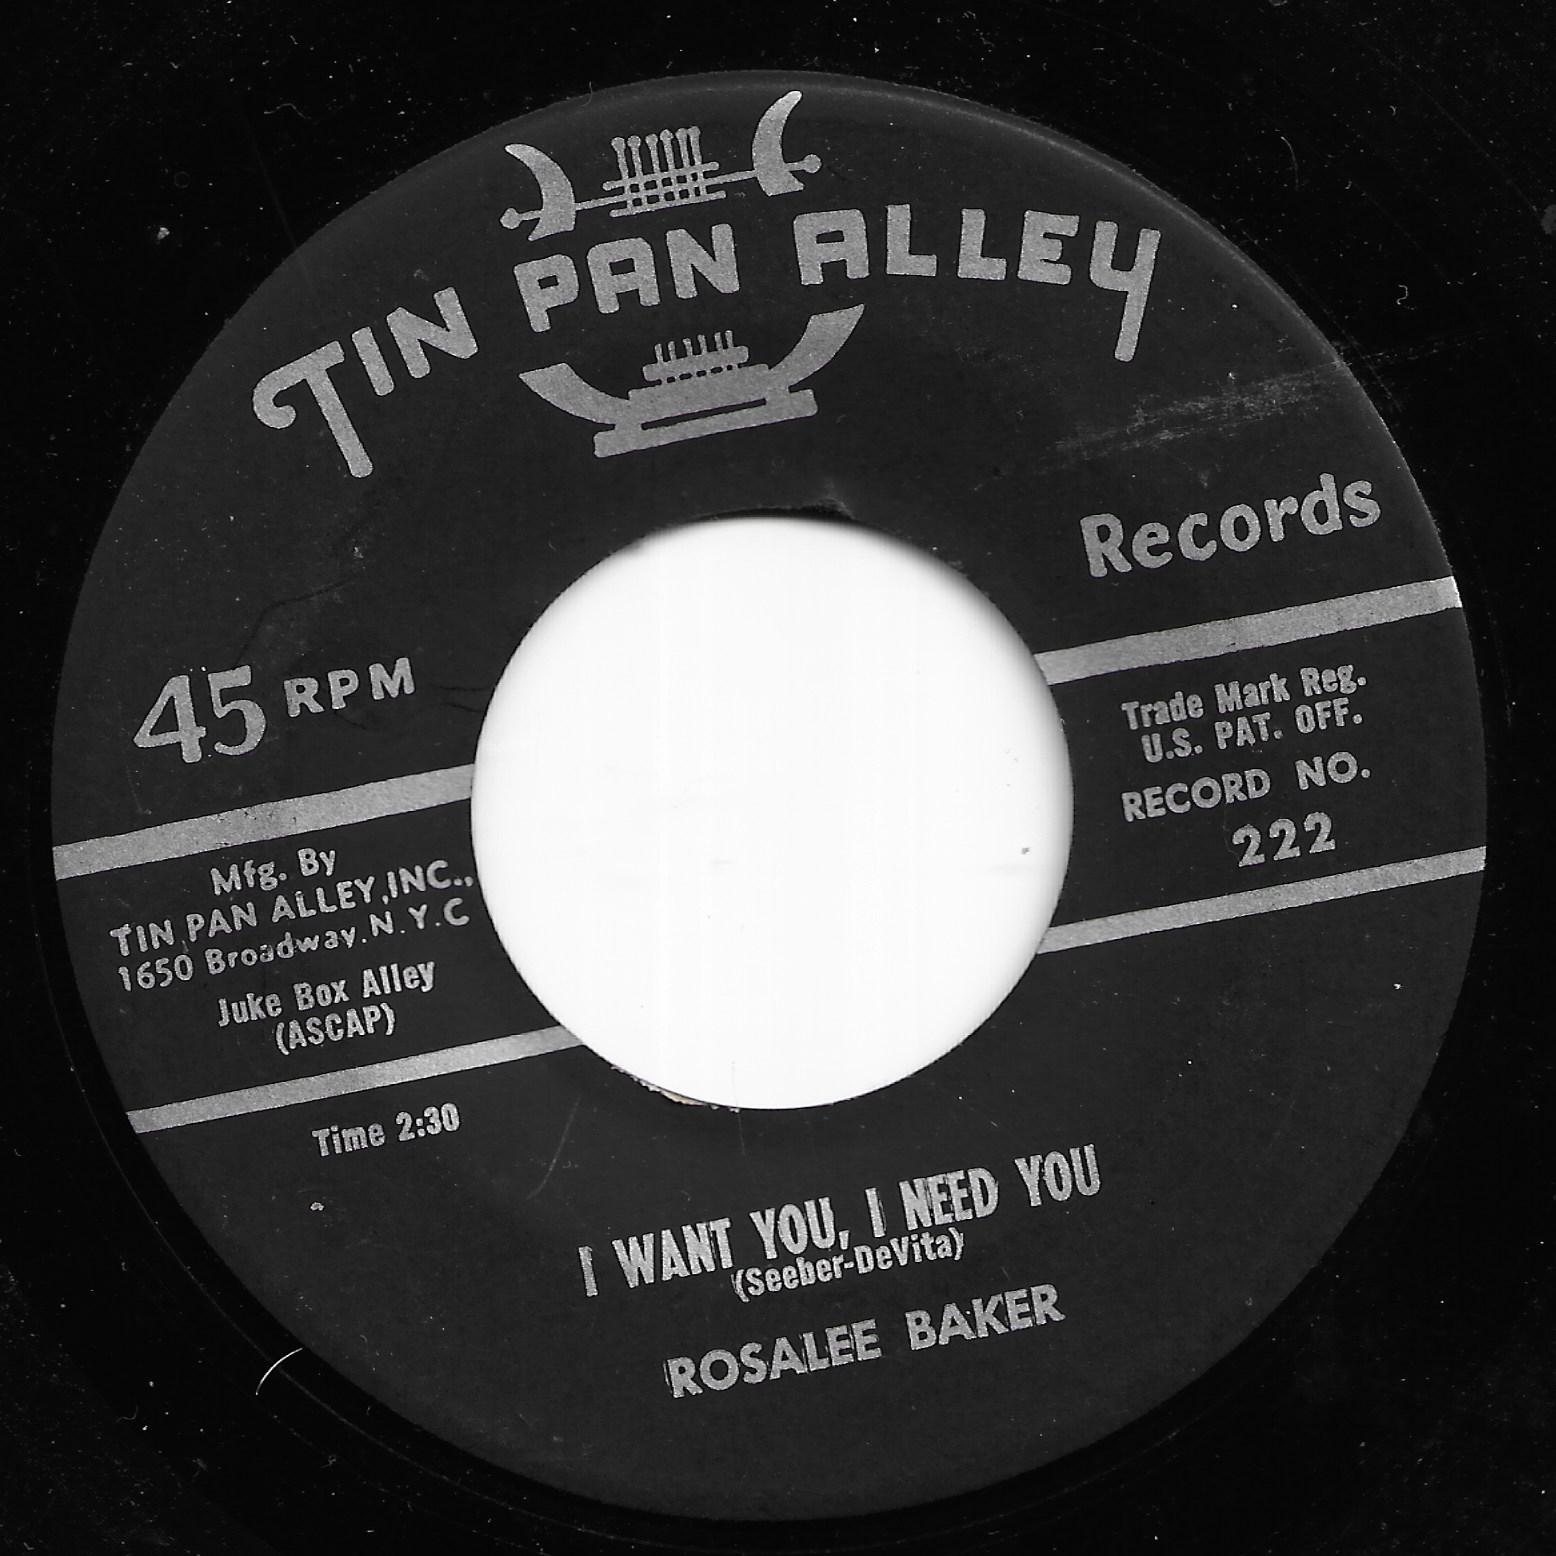 TIN PAN ALLEY
Records
45 RPM
Trade Mark Reg.
U.S. PAT. OFF.
RECORD NO.
222
Mfg. By
TIN PAN ALLEY, INC.,
1650 Broadway. N.Y.C
Juke Box Alley
(ASCAP)
Time 2:30
I WANT YOU, I NEED YOU
(Seeber-DeVita)
ROSALEE BAKER